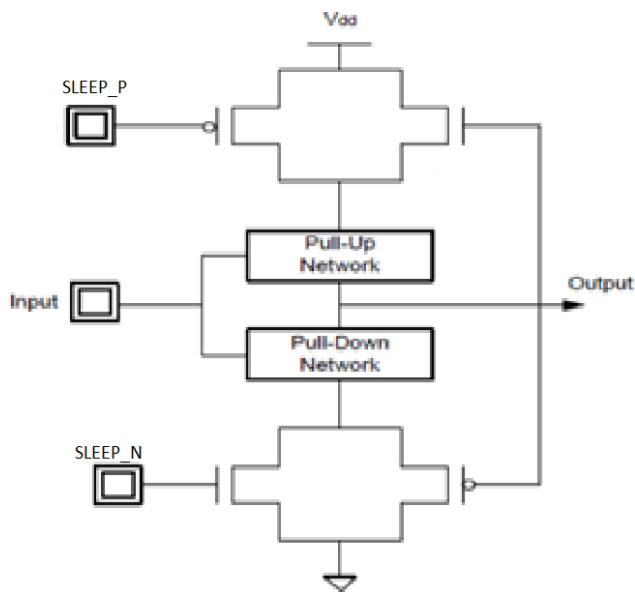 Vdd
SLEEP_P
Pull-Up
Network
Input
Output
Pull-Down
Network
SLEEP_N